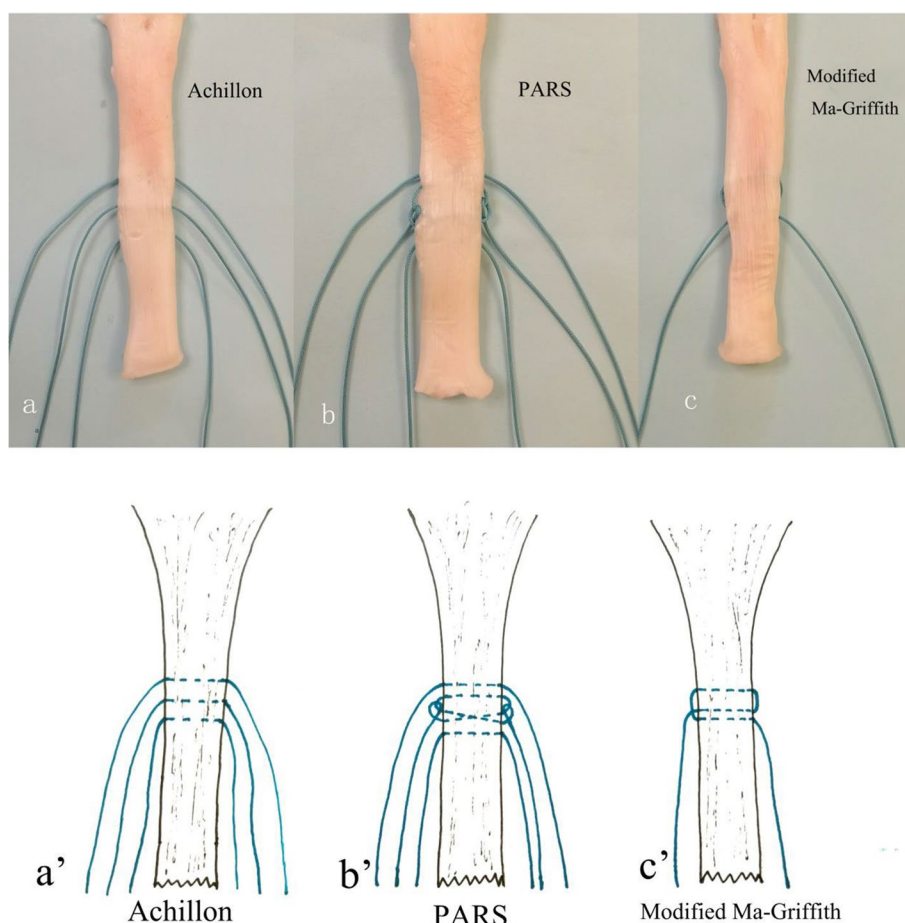 Achillon
PARS
Modified
Ma-Griffith
a
b
c
a’
b’
c’
Achillon
PARS
Modified Ma-Griffith